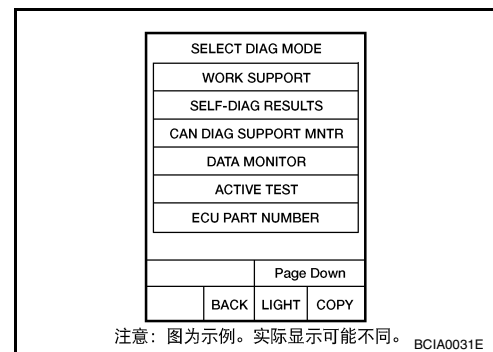 SELECT DIAG MODE
WORK SUPPORT
SELF-DIAG RESULTS
CAN DIAG SUPPORT MNTR
DATA MONITOR
ACTIVE TEST
ECU PART NUMBER
Page Down
BACK LIGHT COPY
注意：图为示例。实际显示可能不同。 BCIA0031E